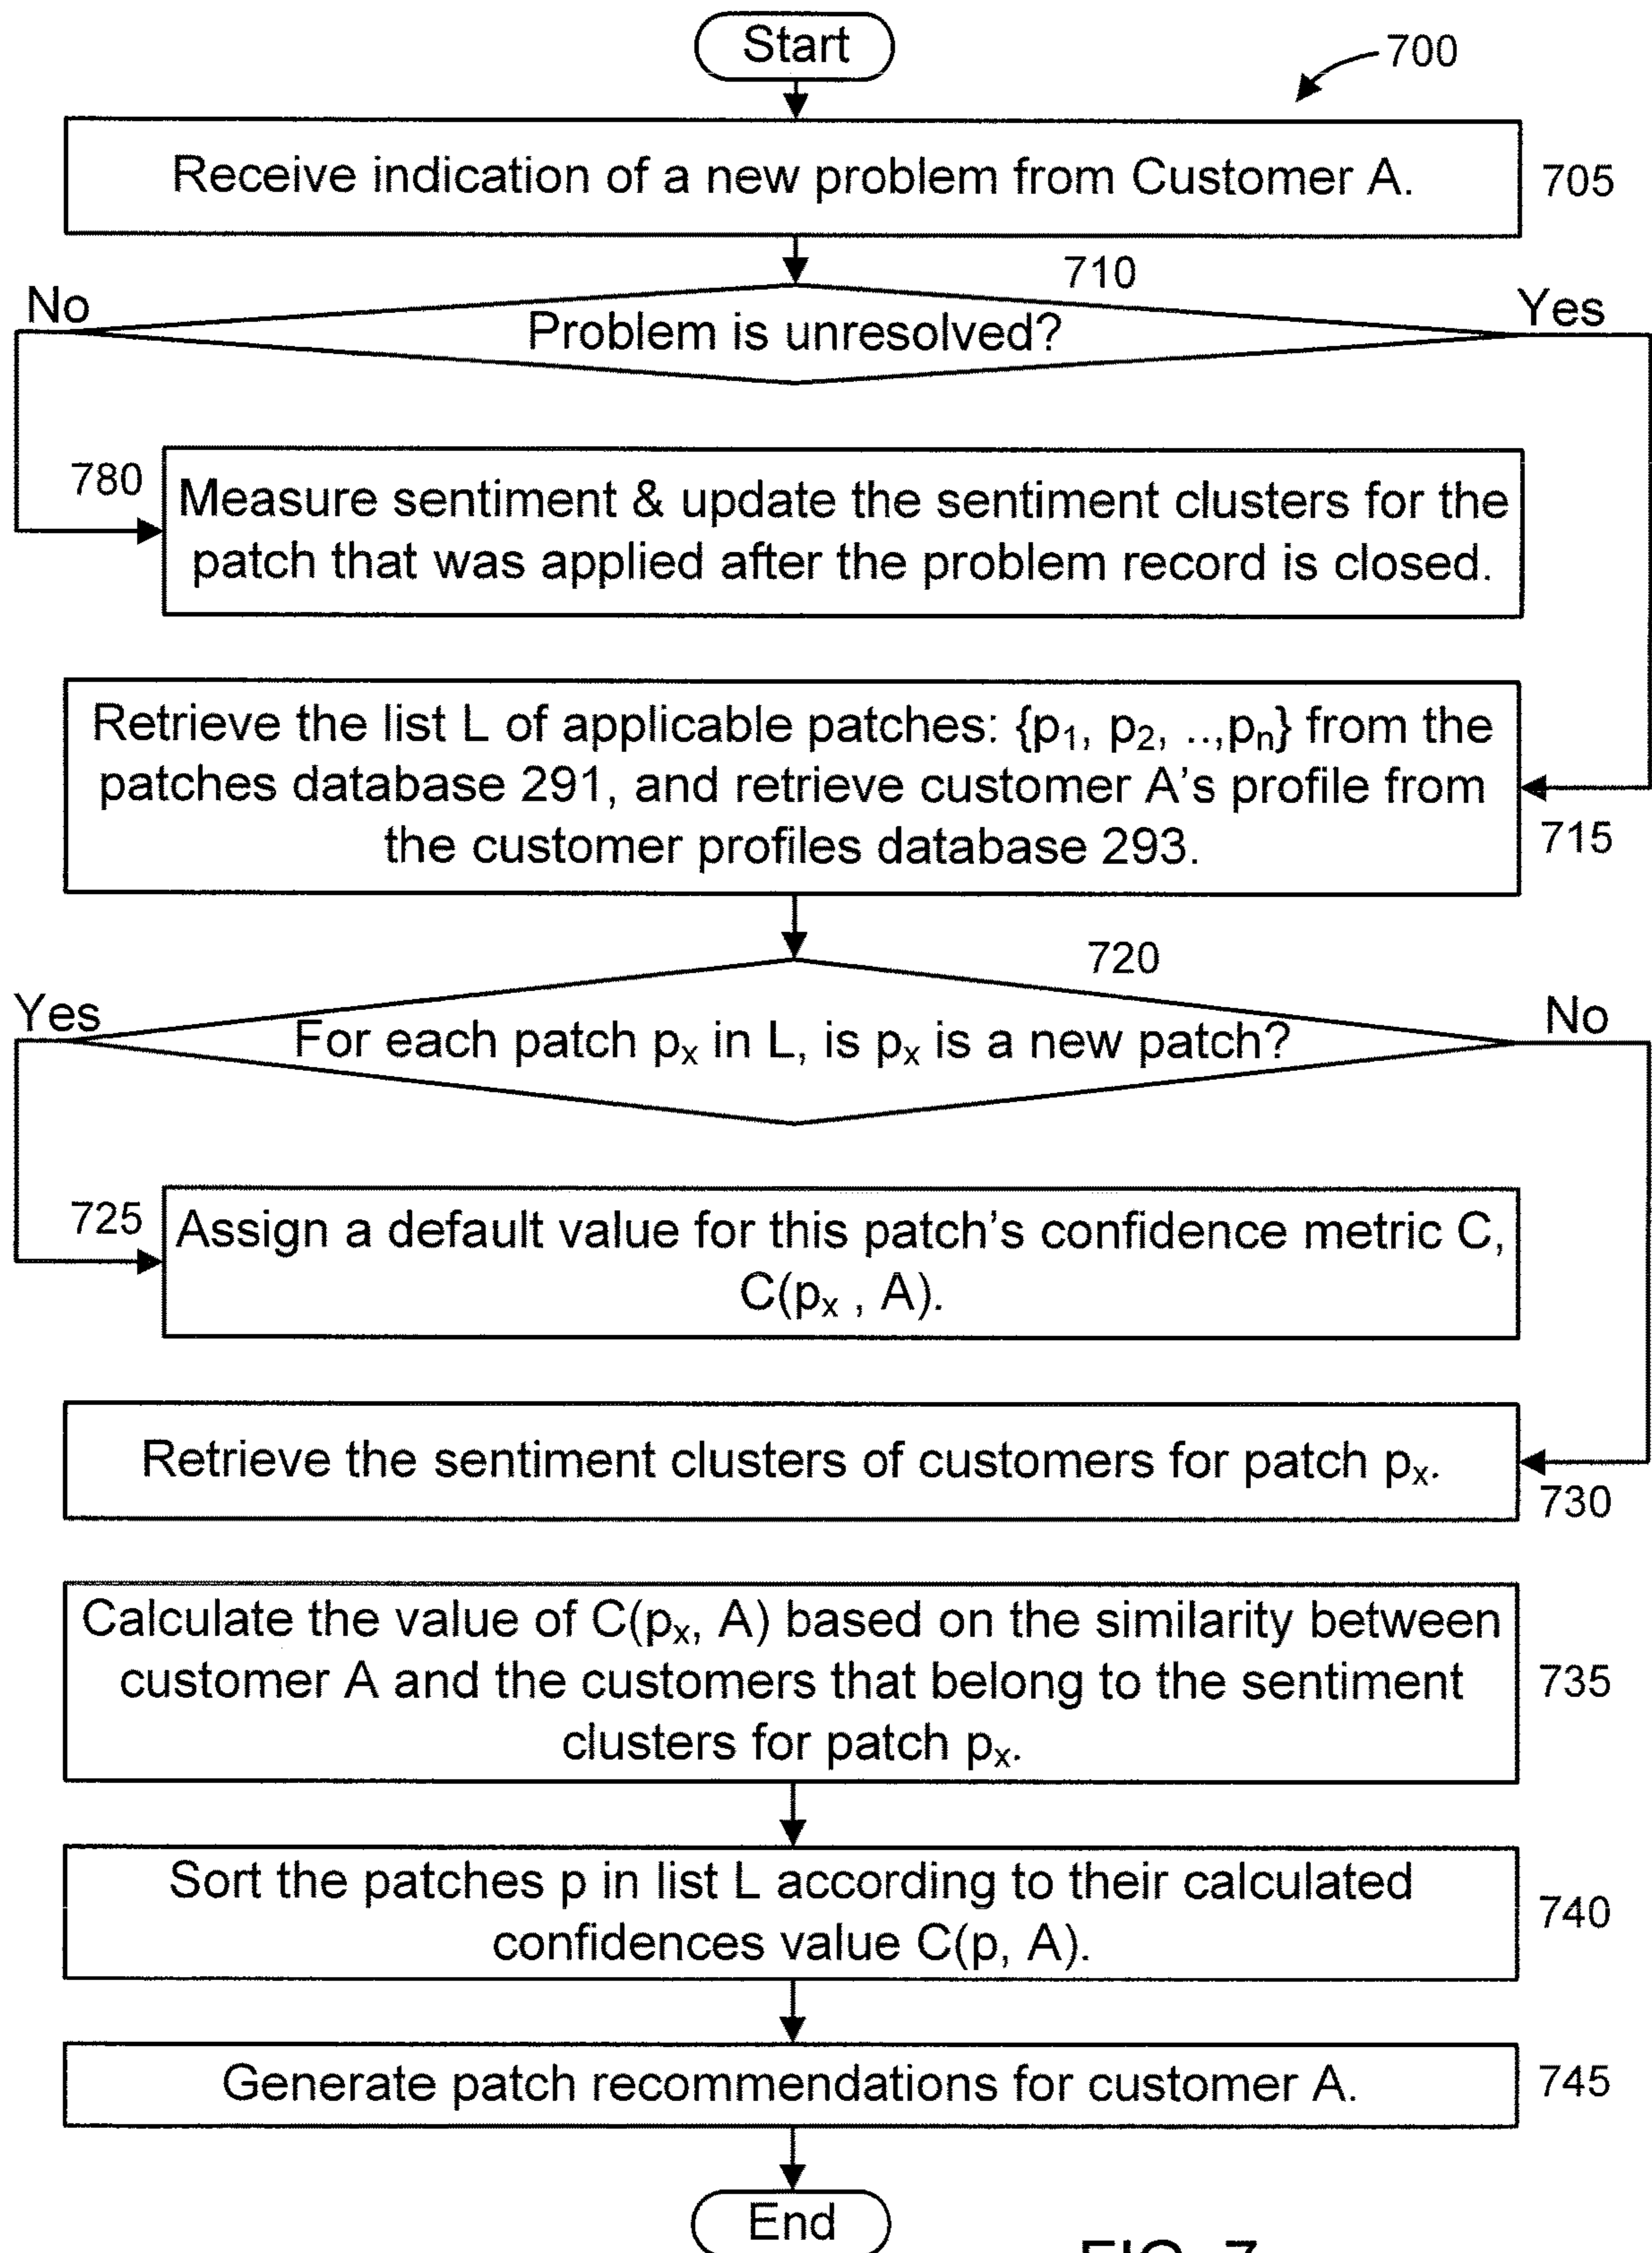 Start
700
Receive indication of a new problem from Customer A.
705
710
No
Yes
Problem is unresolved?
780
Measure sentiment & update the sentiment clusters for the
patch that was applied after the problem record is closed.
Retrieve the list L of applicable patches: {p1, p2, ..,pn} from the
patches database 291, and retrieve customer A's profile from
the customer profiles database 293.
715
720
Yes
No
For each patch px in L, is px is a new patch?
725
Assign a default value for this patch's confidence metric C,
C(px , A).
Retrieve the sentiment clusters of customers for patch px.
730
Calculate the value of C(px, A) based on the similarity between
customer A and the customers that belong to the sentiment
clusters for patch px.
735
Sort the patches p in list L according to their calculated
confidences value C(p, A).
740
Generate patch recommendations for customer A.
745
End
FIG. 7